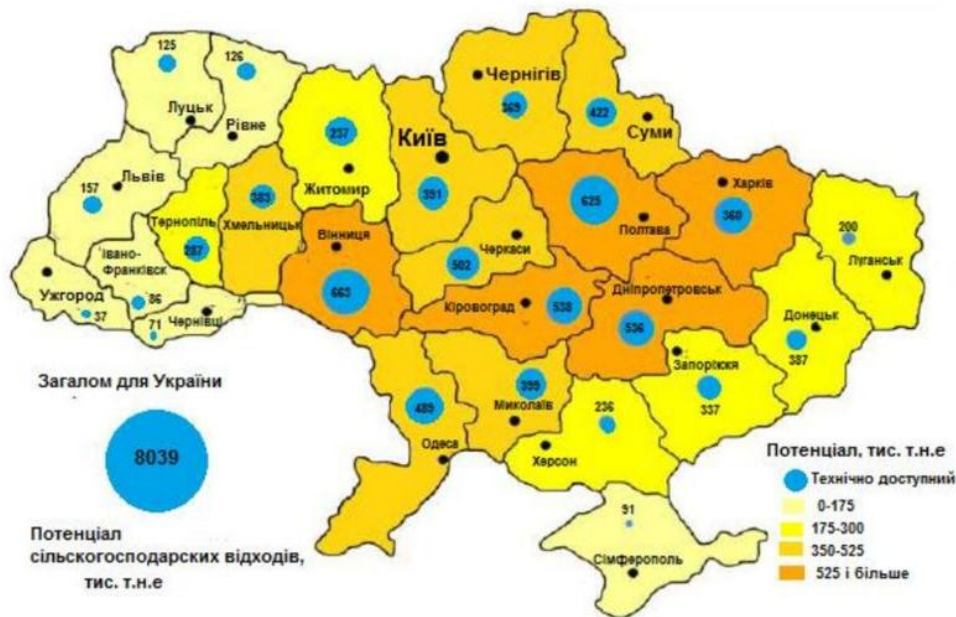 125
126
Луцьк
Рівне
Чернігів
369
422
Суми
237
Житомир
Київ
391
Львів
157
Тернопіль
287
383
Хмельницьк
Вінниця
663
502
Черкаси
625
Полтава
Харків
360
200
Луганськ
Івано-
Франківск
86
Ужгород
37
71
Чернівці
Кіровоград
538
Дніпропетровськ
536
Донецьк
387
Запоріжжя
337
489
Одеса
399
Миколаїв
236
Херсон
91
Сімферополь
Загалом для України
8039
Потенціал
сільскогосподарских відходів,
тис. т.н.е
Потенціал, тис. т.н.е
Технічно доступний
0-175
175-300
350-525
525 і більше